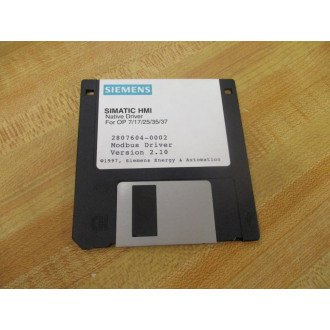 SIEMENS
SIMATIC HMI
Native Driver
For OP 7/17/25/35/37
2807604-0002
Modbus Driver
Version 2.10
©1997, Siemens Energy & Automation